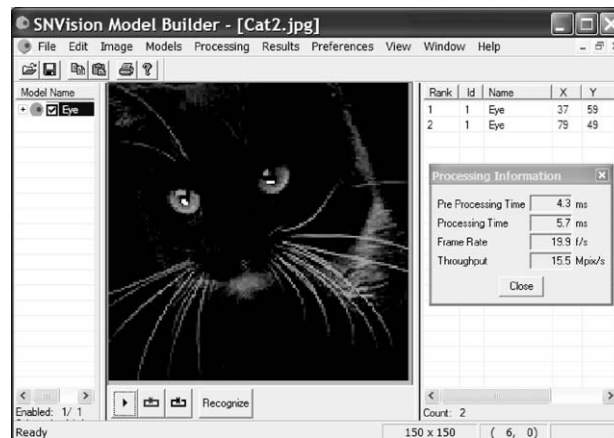 SNVision Model Builder - [Cat2.jpg]
File Edit Image Models Processing Results Preferences View Window Help
Model Name
+ Eye
Rank Id Name X Y
1 1 Eye 37 59
2 1 Eye 79 49
Processing Information
Pre Processing Time 4.3 ms
Processing Time 5.7 ms
Frame Rate 19.9 f/s
Throughput 15.5 Mpix/s
Close
Recognize
Enabled: 1/ 1
Count: 2
Ready 150 x 150 ( 6, 0)